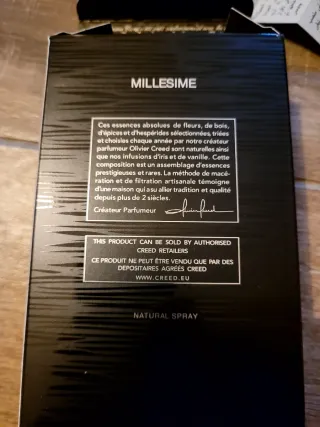 MILLESIME
Ces essences absolues de fleurs, de bois,
d'épices et d'hespérides sélectionnées, triées
et choisies chaque année par notre créateur
parfumeur Olivier Creed sont naturelles ainsi
que nos infusions d'iris et de vanille. Cette
composition est un assemblage d'essences
prestigieuses et rares. La méthode de macé-
ration et de filtration artisanale témoigne
d'une maison qui a su allier tradition et qualité
depuis plus de 2 siècles.
Créateur Parfumeur
THIS PRODUCT CAN BE SOLD BY AUTHORISED
CREED RETAILERS
CE PRODUIT NE PEUT ÊTRE VENDU QUE PAR DES
DEPOSITAIRES AGREÉS CREED
WWW.CREED.EU
NATURAL SPRAY